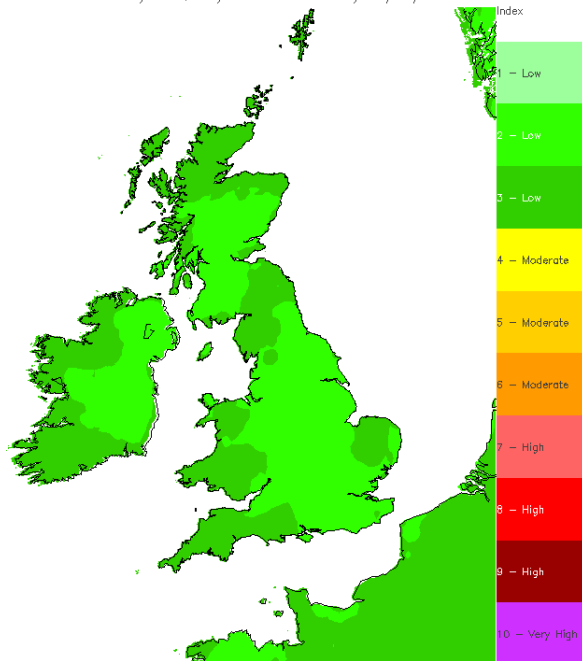 Index
1 - Low
2 - Low
3 - Low
4 - Moderate
5 - Moderate
6 - Moderate
7 - High
8 - High
9 - High
10 - Very High